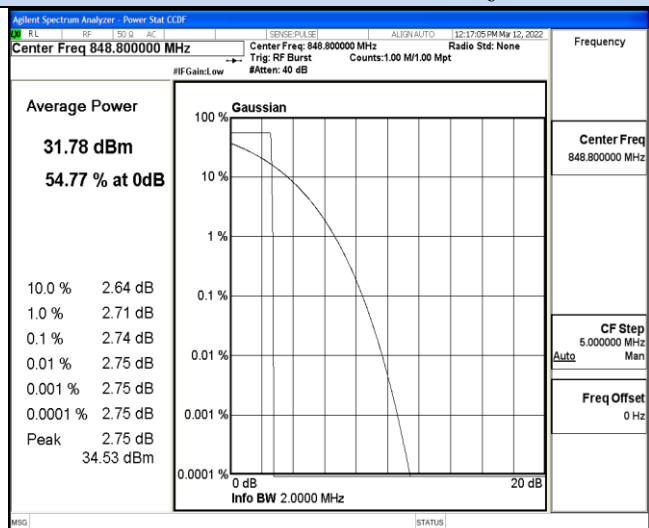 Agilent Spectrum Analyzer - Power Stat CCDF
RL RF 50 Ω AC SENSE:PULSE ALIGN AUTO 12:17:05 PM Mar 12, 2022
Center Freq 848.800000 MHz
Center Freq: 848.800000 MHz Radio Std: None
Trig: RF Burst Counts:1.00 M/1.00 Mpt
#IFGain:Low #Atten: 40 dB
Frequency
Average Power
31.78 dBm
54.77 % at 0dB
10.0 % 2.64 dB
1.0 % 2.71 dB
0.1 % 2.74 dB
0.01 % 2.75 dB
0.001 % 2.75 dB
0.0001 % 2.75 dB
Peak 2.75 dB
34.53 dBm
Gaussian
100 %
10 %
1 %
0.1 %
0.01 %
0.001 %
0.0001 %
0 dB 20 dB
Info BW 2.0000 MHz
Center Freq
848.800000 MHz
CF Step
5.000000 MHz
Auto Man
Freq Offset
0 Hz
MSG STATUS